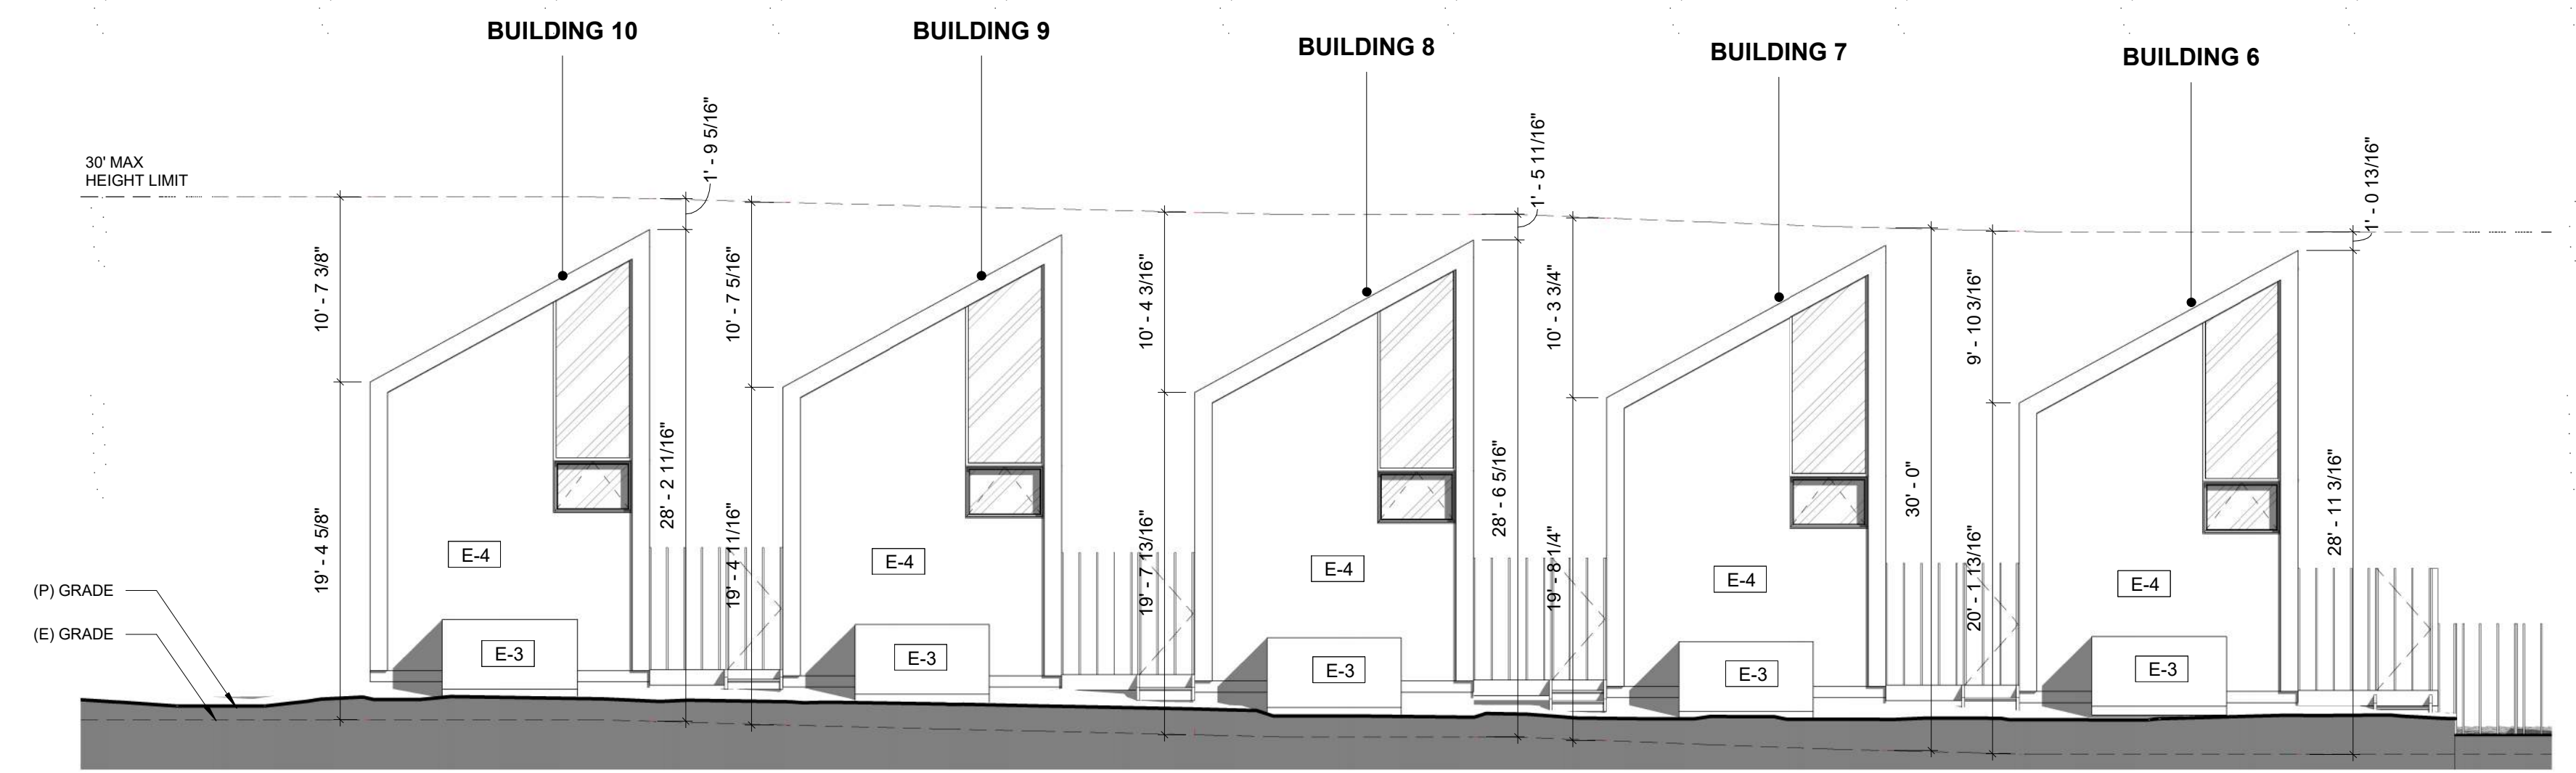 BUILDING 10
BUILDING 9
BUILDING 8
BUILDING 7
BUILDING 6
30' MAX
HEIGHT LIMIT
1' - 9 5/16"
1' - 5 11/16"
1' - 0 13/16"
10' - 7 3/8"
10' - 7 5/16"
10' - 4 3/16"
10' - 3 3/4"
9' - 10 3/16"
19' - 4 5/8"
28' - 2 11/16"
19' - 4 11/16"
19' - 7 13/16"
28' - 6 5/16"
19' - 8 1/4"
30' - 0"
20' - 1 13/16"
28' - 11 3/16"
E-4
E-4
E-4
E-4
E-4
(P) GRADE
(E) GRADE
E-3
E-3
E-3
E-3
E-3